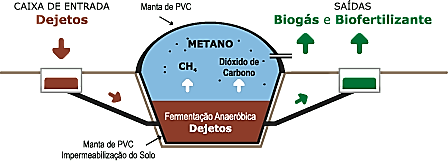 CAIXA DE ENTRADA
Dejetos
Manta de PVC
SAÍDAS
Biogás e Biofertilizante
METANO
CH₄
Dióxido de
Carbono
Fermentação Anaeróbica
Dejetos
Manta de PVC
Impermeabilização do Solo